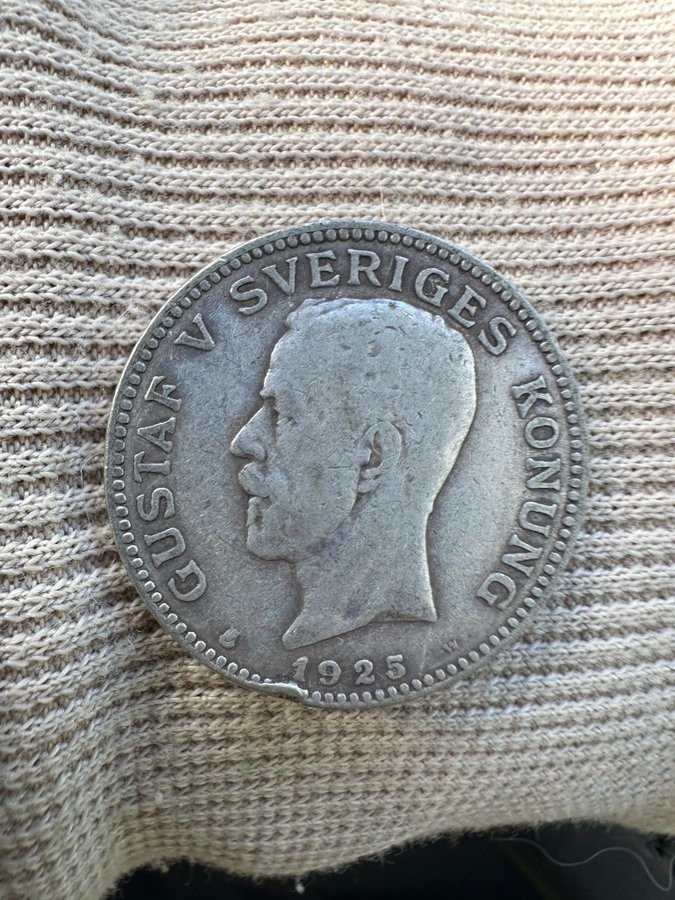 GUSTAF V SVERIGES KONUNG
W
1925